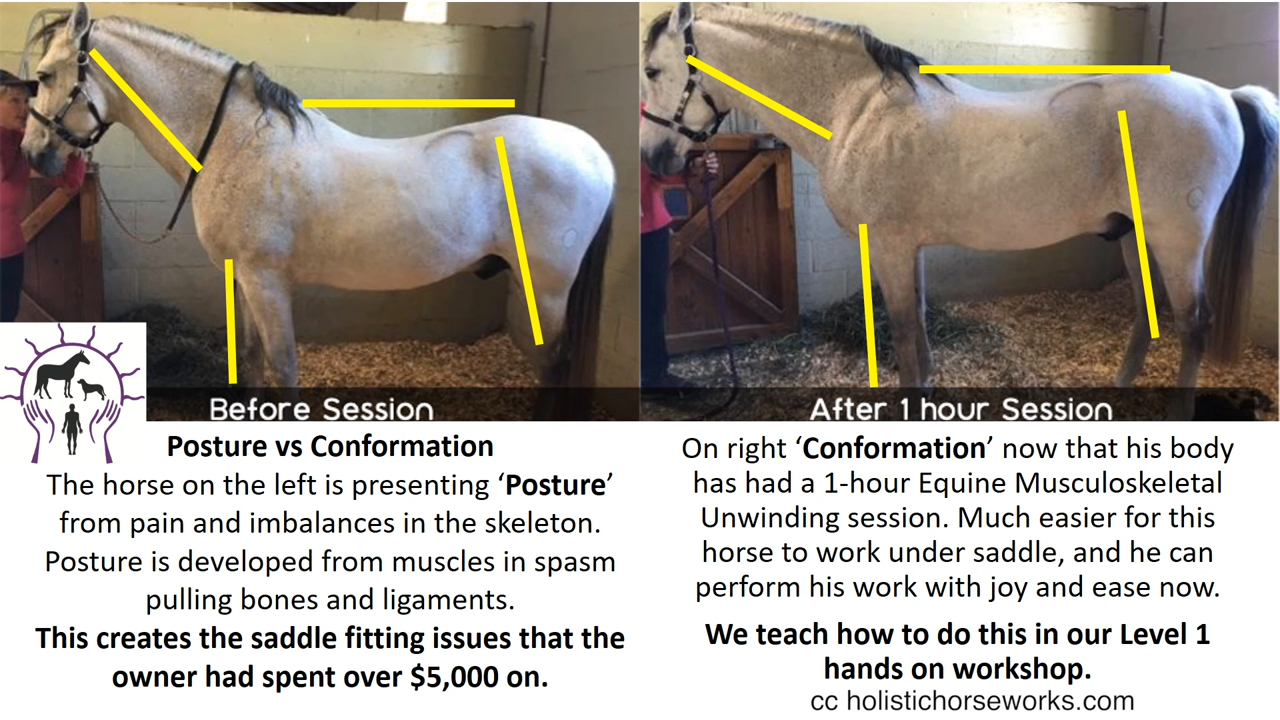 Before Session
After 1 hour Session
Posture vs Conformation
The horse on the left is presenting ‘Posture’
from pain and imbalances in the skeleton.
Posture is developed from muscles in spasm
pulling bones and ligaments.
This creates the saddle fitting issues that the
owner had spent over $5,000 on.
On right ‘Conformation’ now that his body
has had a 1-hour Equine Musculoskeletal
Unwinding session. Much easier for this
horse to work under saddle, and he can
perform his work with joy and ease now.
We teach how to do this in our Level 1
hands on workshop.
cc holistichorseworks.com